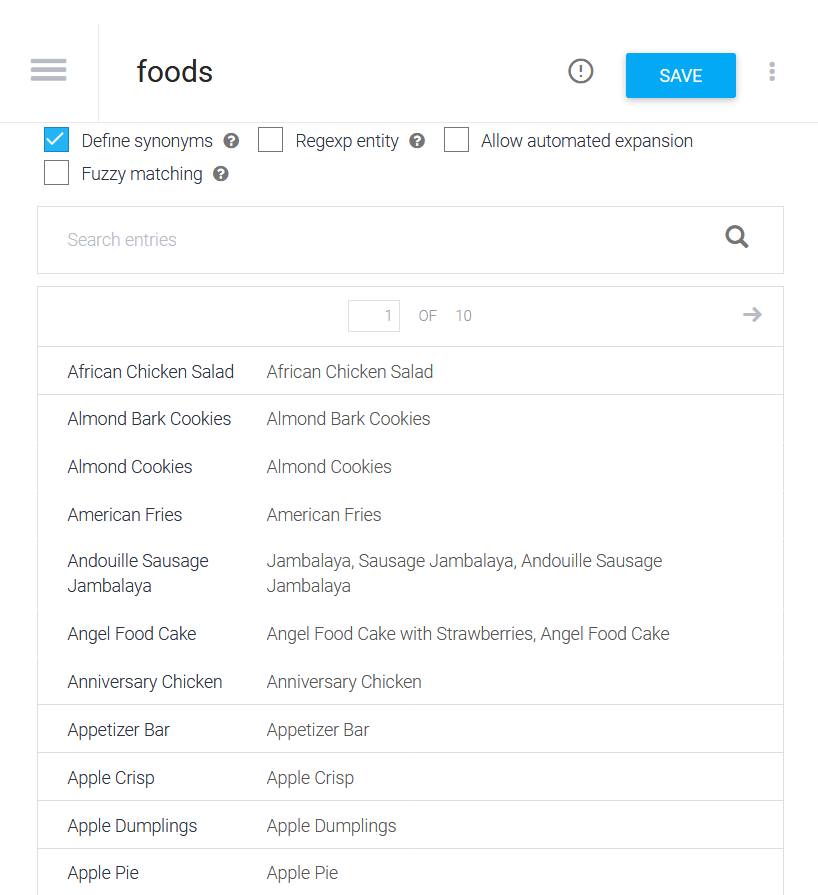 foods
SAVE
Define synonyms
Regexp entity
Allow automated expansion
Fuzzy matching
Search entries
1 OF 10
African Chicken Salad African Chicken Salad
Almond Bark Cookies Almond Bark Cookies
Almond Cookies Almond Cookies
American Fries American Fries
Andouille Sausage Jambalaya, Sausage Jambalaya, Andouille Sausage
Jambalaya Jambalaya
Angel Food Cake Angel Food Cake with Strawberries, Angel Food Cake
Anniversary Chicken Anniversary Chicken
Appetizer Bar Appetizer Bar
Apple Crisp Apple Crisp
Apple Dumplings Apple Dumplings
Apple Pie Apple Pie